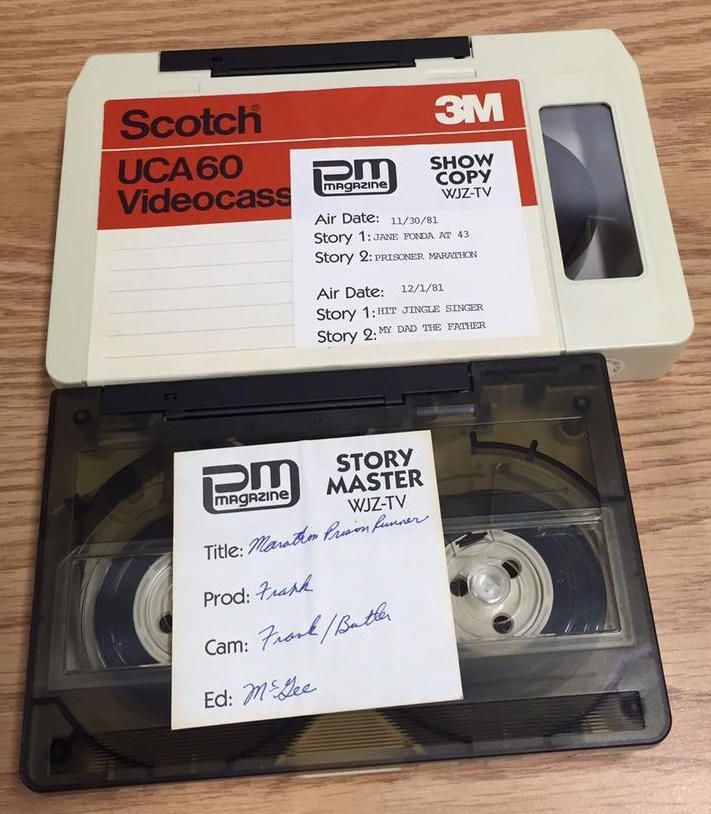 Scotch® 3M
UCA60
Videocass
PM MAGAZINE
SHOW COPY
WJZ-TV
Air Date: 11/30/81
Story 1: JANE FONDA AT 43
Story 2: PRISONER MARATHON
Air Date: 12/1/81
Story 1: HIT JINGLE SINGER
Story 2: MY DAD THE FATHER
PM MAGAZINE
STORY MASTER
WJZ-TV
Title: Marathon Prison Runner
Prod: Frank
Cam: Frank/Butler
Ed: McGee